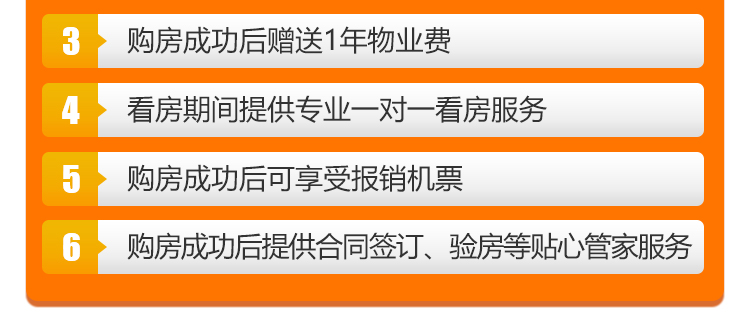 3 购房成功后赠送1年物业费
4 看房期间提供专业一对一看房服务
5 购房成功后可享受报销机票
6 购房成功后提供合同签订、验房等贴心管家服务